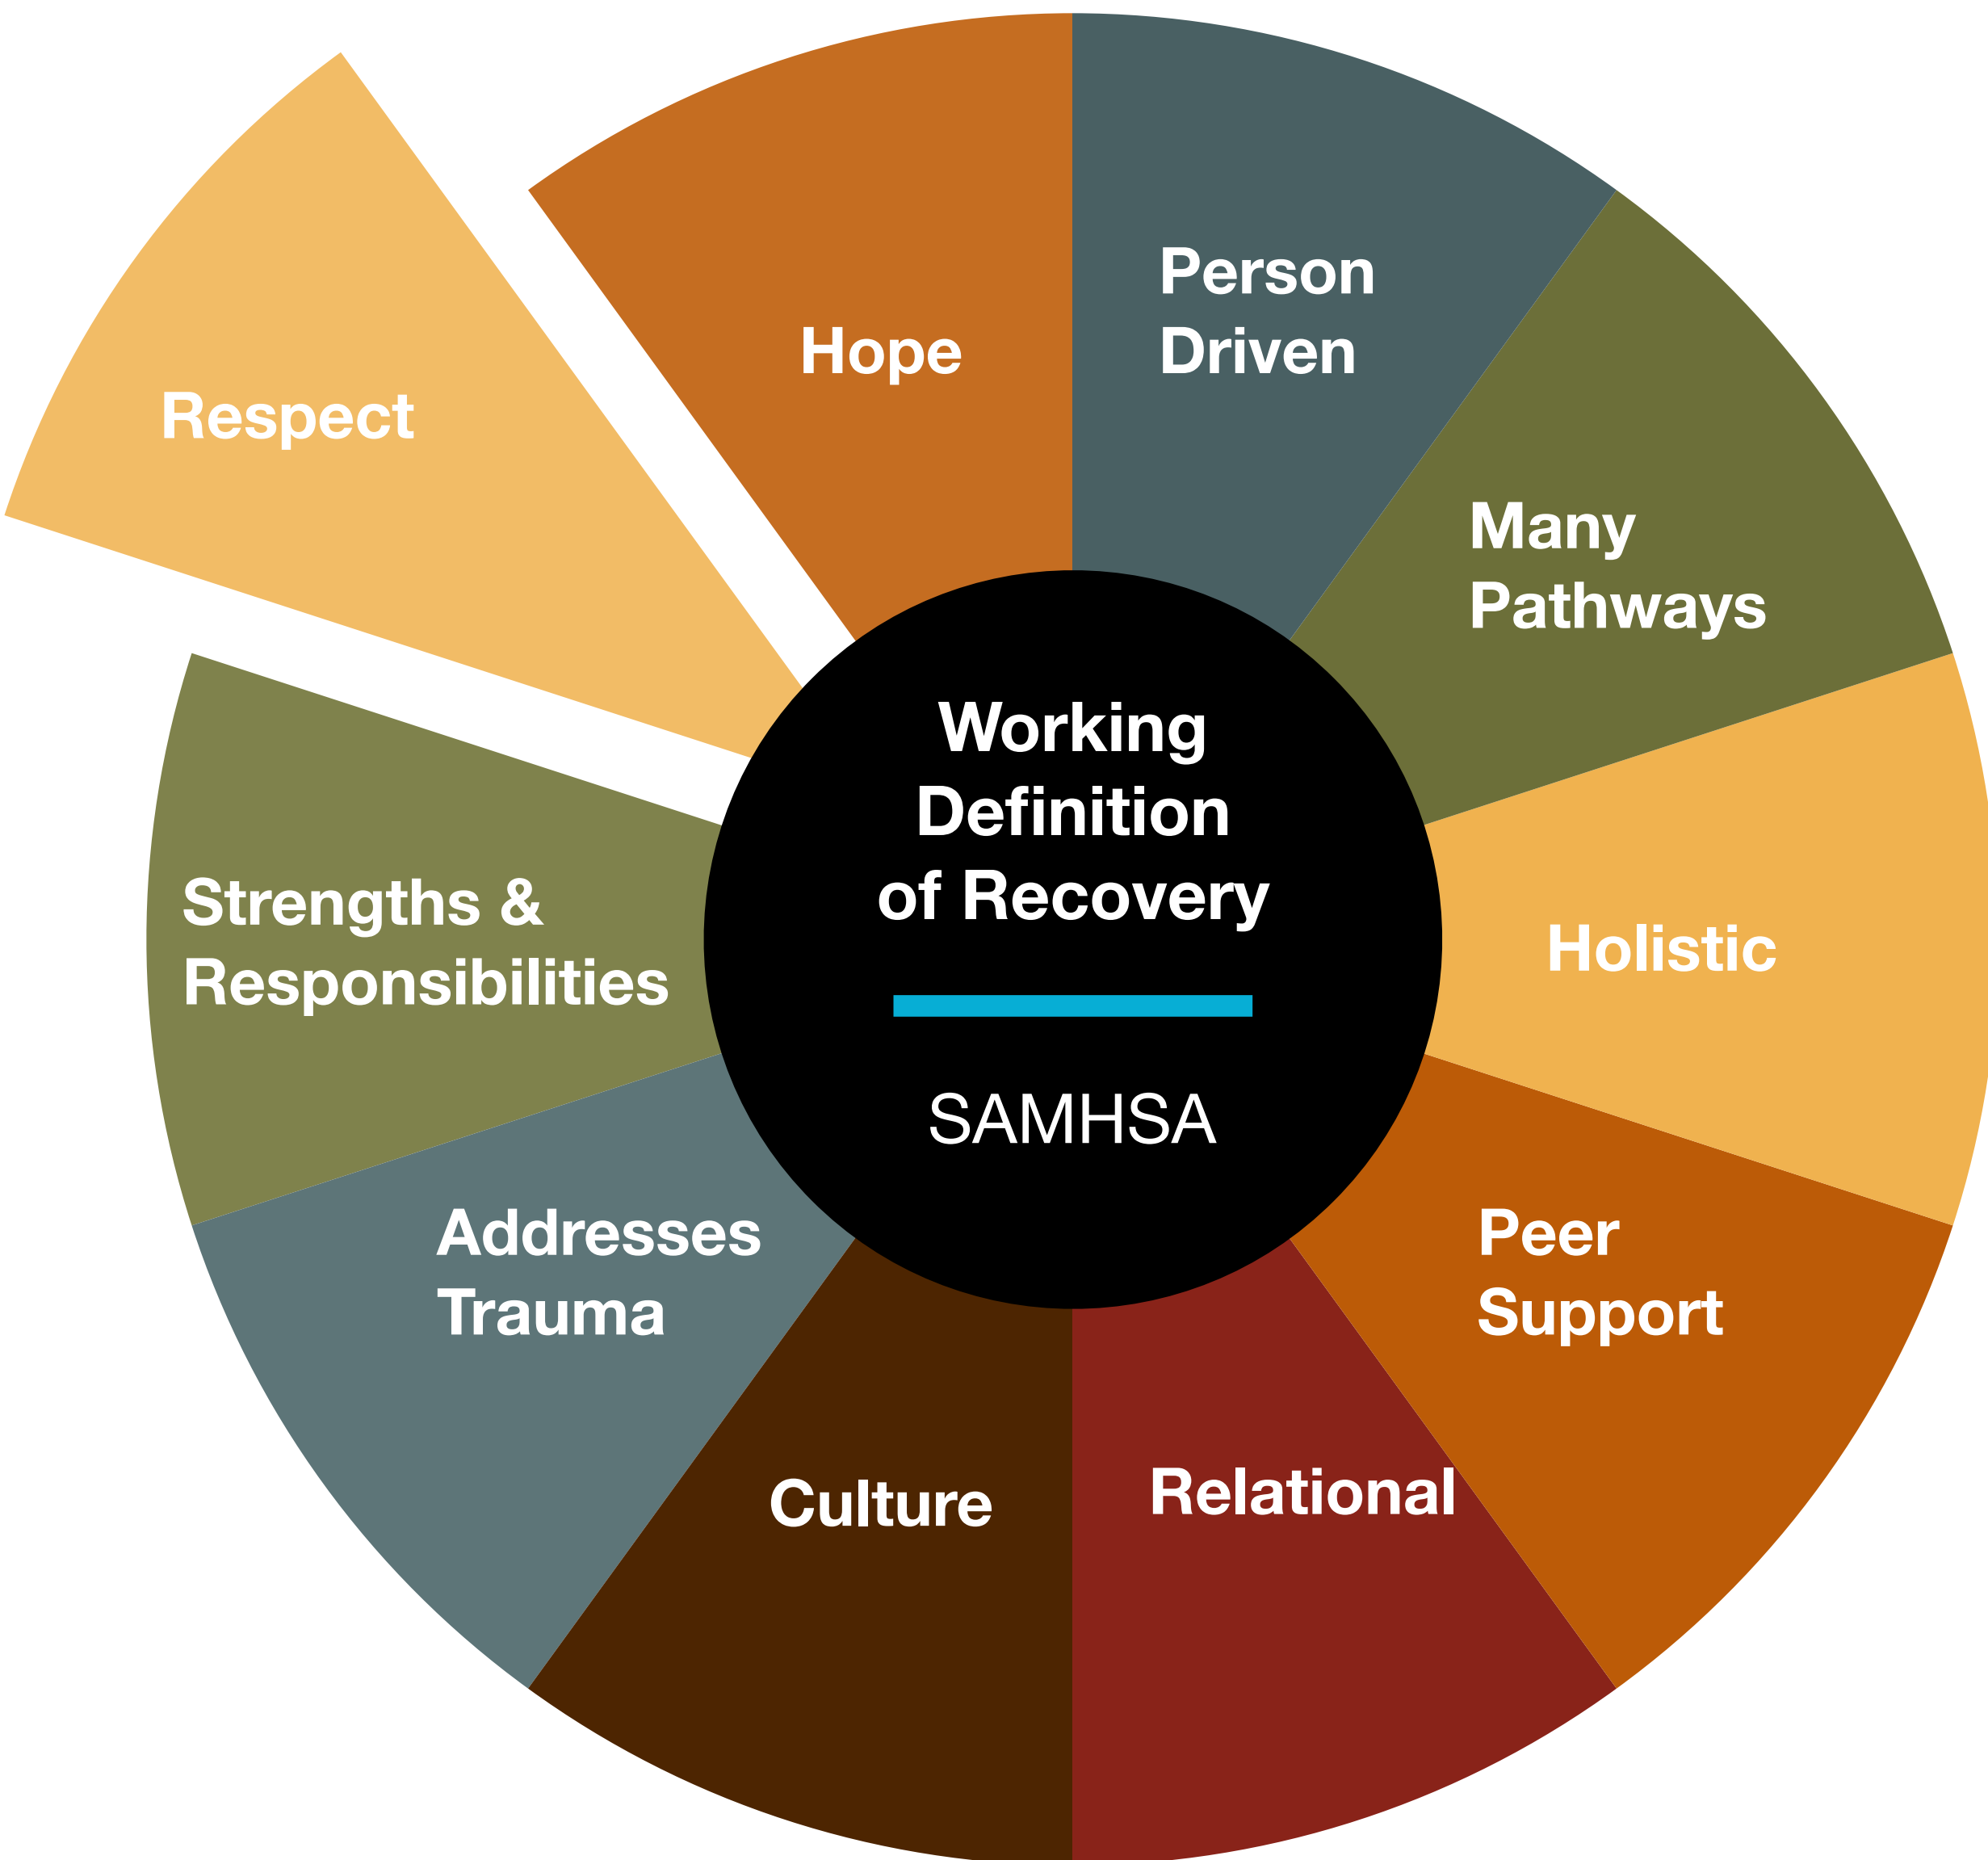 Hope
Person
Driven
Many
Pathways
Holistic
Peer
Support
Relational
Culture
Addresses
Trauma
Strengths &
Responsibilities
Respect
Working
Definition
of Recovery
SAMHSA